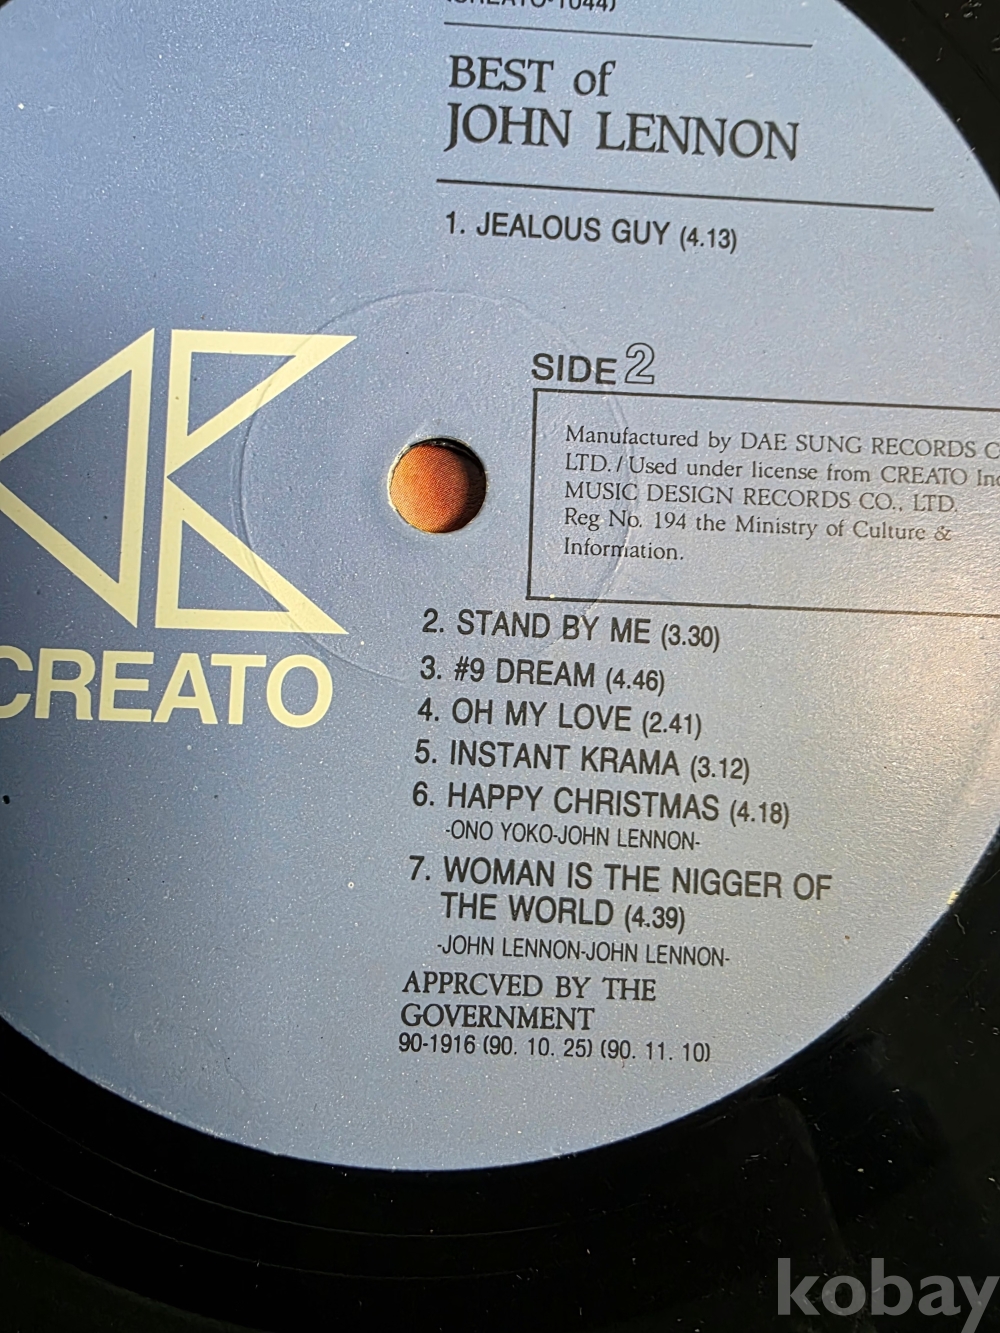 (CREATO-1044)
BEST of
JOHN LENNON
1. JEALOUS GUY (4.13)
SIDE 2
Manufactured by DAE SUNG RECORDS
LTD. / Used under license from CREATO
MUSIC DESIGN RECORDS CO., LTD.
Reg No. 194 the Ministry of Culture &
Information.
CREATO
2. STAND BY ME (3.30)
3. #9 DREAM (4.46)
4. OH MY LOVE (2.41)
5. INSTANT KRAMA (3.12)
6. HAPPY CHRISTMAS (4.18)
-ONO YOKO-JOHN LENNON-
7. WOMAN IS THE NIGGER OF
THE WORLD (4.39)
-JOHN LENNON-JOHN LENNON-
APPRCVED BY THE
GOVERNMENT
90-1916 (90. 10. 25) (90. 11. 10)
kobay